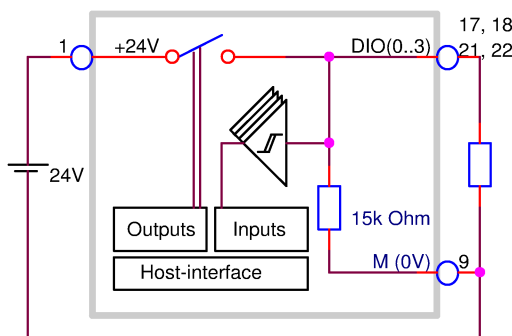 17, 18
1
+24V
DIO(0..3)
21, 22
24V
15k Ohm
Outputs
Inputs
M (0V)
9
Host-interface